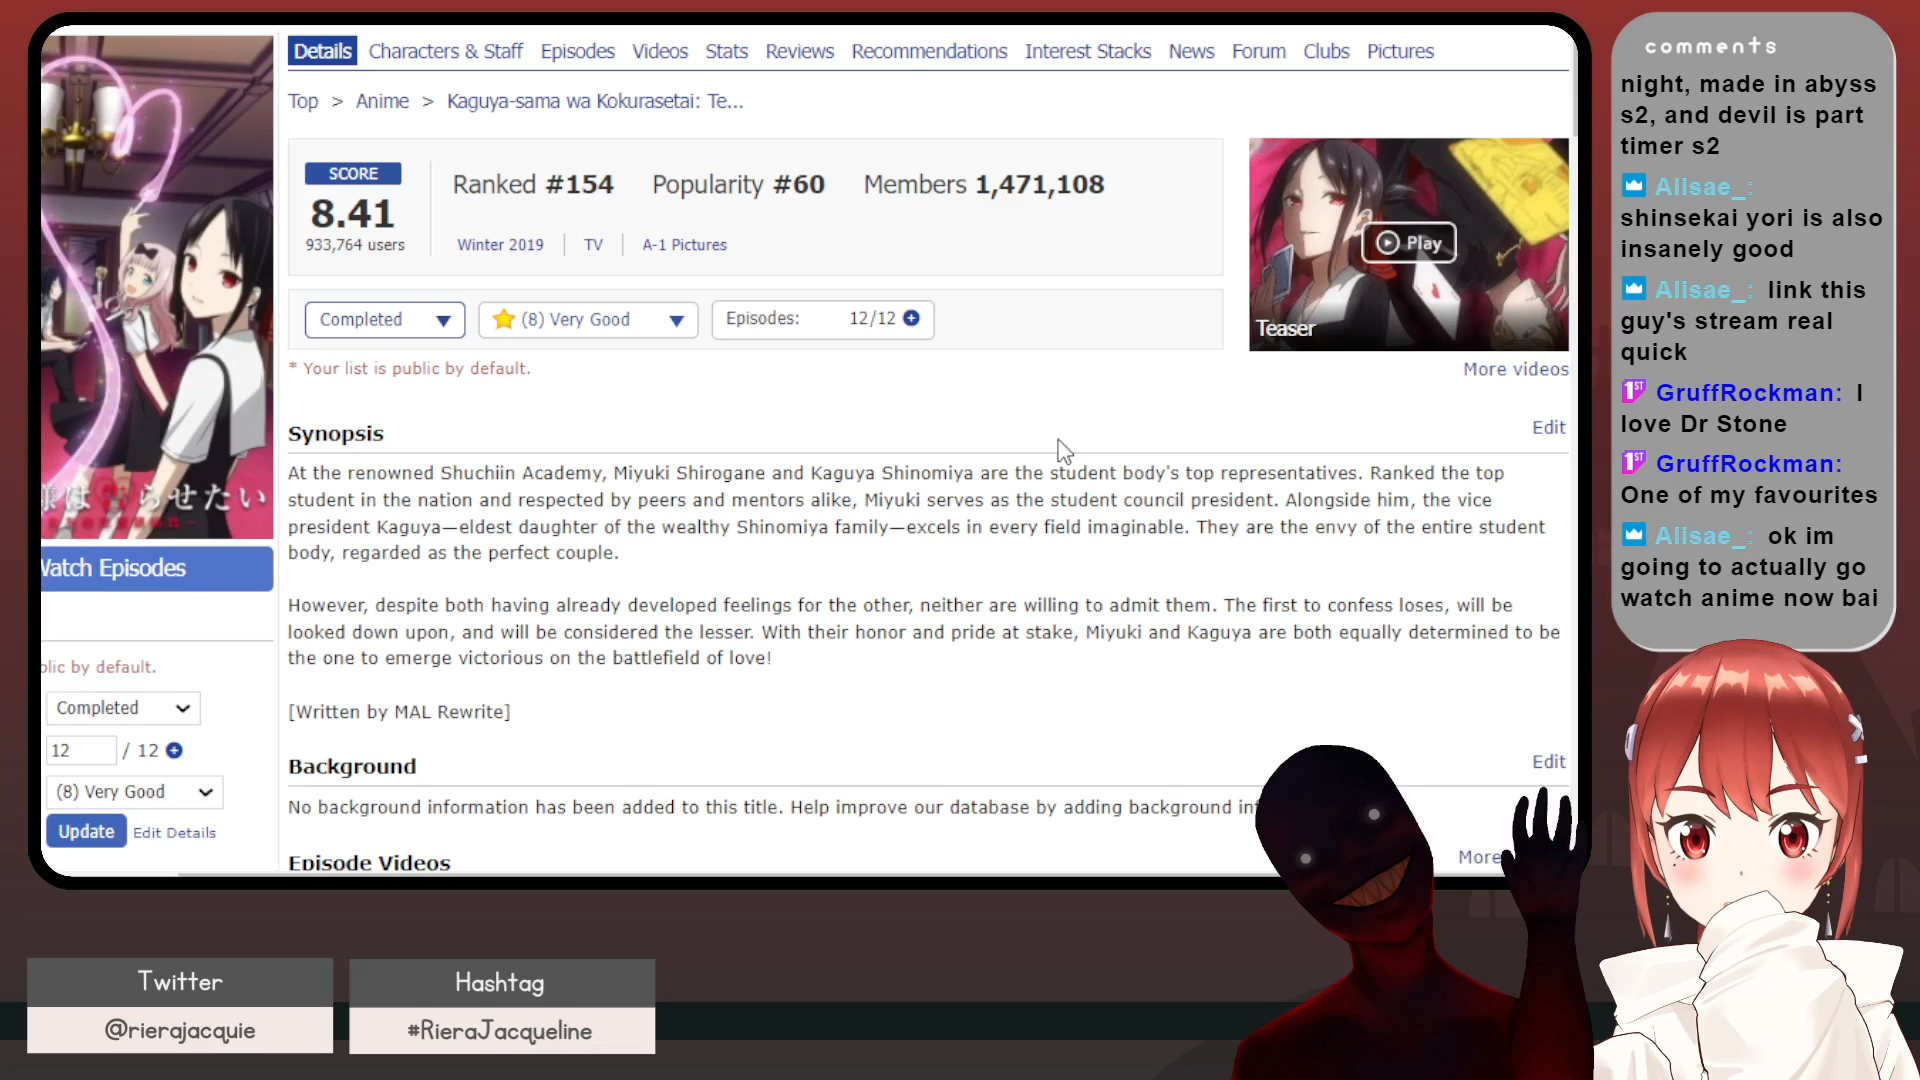 Details Characters & Staff Episodes Videos Stats Reviews Recommendations Interest Stacks News Forum Clubs Pictures
Top > Anime > Kaguya-sama wa Kokurasetai: Te...
SCORE
8.41
933,764 users
Ranked #154 Popularity #60 Members 1,471,108
Winter 2019 TV A-1 Pictures
Play
Teaser
Completed (8) Very Good Episodes: 12/12
* Your list is public by default.
More videos
Synopsis
Edit
At the renowned Shuchiin Academy, Miyuki Shirogane and Kaguya Shinomiya are the student body's top representatives. Ranked the top
student in the nation and respected by peers and mentors alike, Miyuki serves as the student council president. Alongside him, the vice
president Kaguya—eldest daughter of the wealthy Shinomiya family—excels in every field imaginable. They are the envy of the entire student
body, regarded as the perfect couple.
However, despite both having already developed feelings for the other, neither are willing to admit them. The first to confess loses, will be
looked down upon, and will be considered the lesser. With their honor and pride at stake, Miyuki and Kaguya are both equally determined to be
the one to emerge victorious on the battlefield of love!
[Written by MAL Rewrite]
Background
Edit
No background information has been added to this title. Help improve our database by adding background inf
Episode Videos
More
様は告らせたい
Watch Episodes
blic by default.
Completed
12 / 12
(8) Very Good
Update Edit Details
comments
night, made in abyss
s2, and devil is part
timer s2
Alisae_:
shinsekai yori is also
insanely good
Alisae_: link this
guy's stream real
quick
1ST GruffRockman: I
love Dr Stone
1ST GruffRockman:
One of my favourites
Alisae_: ok im
going to actually go
watch anime now bai
Twitter
@rierajacquie
Hashtag
#RieraJacqueline